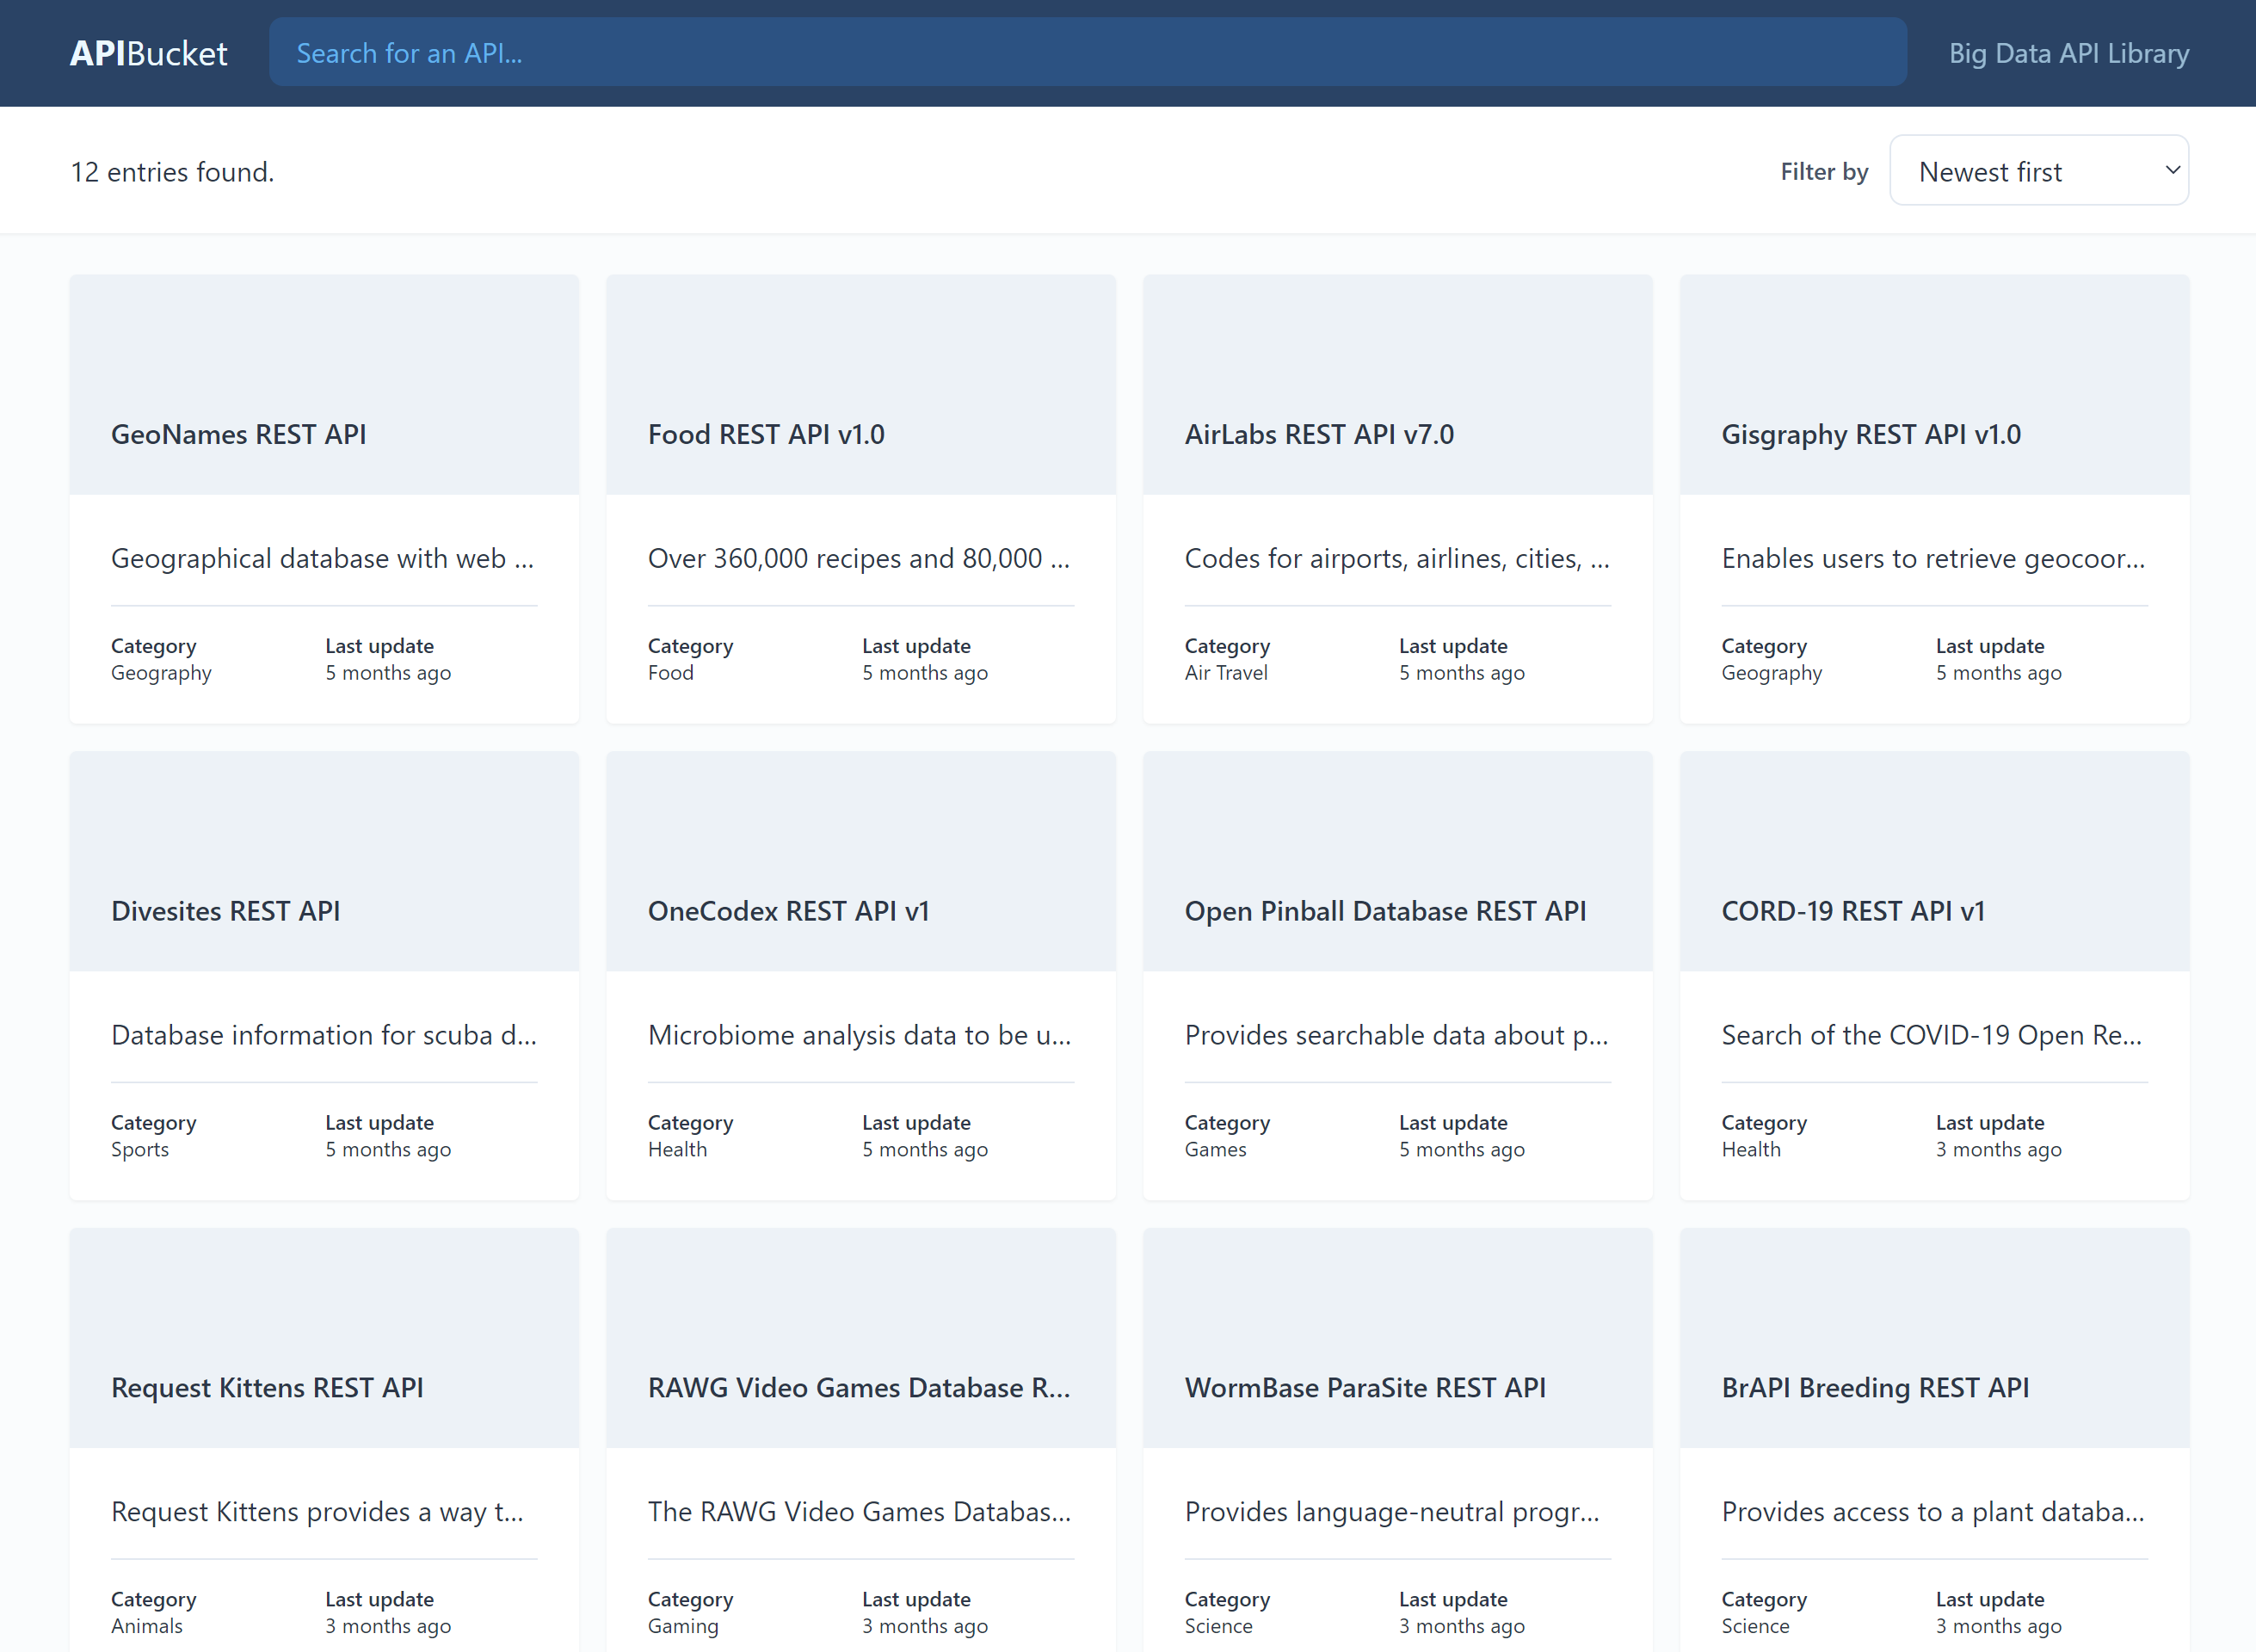 APIBucket
Search for an API...
Big Data API Library
12 entries found.
Filter by
Newest first
GeoNames REST API
Geographical database with web ...
Category
Last update
Geography
5 months ago
Food REST API v1.0
Over 360,000 recipes and 80,000 ...
Category
Last update
Food
5 months ago
AirLabs REST API v7.0
Codes for airports, airlines, cities, ...
Category
Last update
Air Travel
5 months ago
Gisgraphy REST API v1.0
Enables users to retrieve geocoor...
Category
Last update
Geography
5 months ago
Divesites REST API
Database information for scuba d...
Category
Last update
Sports
5 months ago
OneCodex REST API v1
Microbiome analysis data to be u...
Category
Last update
Health
5 months ago
Open Pinball Database REST API
Provides searchable data about p...
Category
Last update
Games
5 months ago
CORD-19 REST API v1
Search of the COVID-19 Open Re...
Category
Last update
Health
3 months ago
Request Kittens REST API
Request Kittens provides a way t...
Category
Last update
Animals
3 months ago
RAWG Video Games Database R...
The RAWG Video Games Databas...
Category
Last update
Gaming
3 months ago
WormBase ParaSite REST API
Provides language-neutral progr...
Category
Last update
Science
3 months ago
BrAPI Breeding REST API
Provides access to a plant databa...
Category
Last update
Science
3 months ago